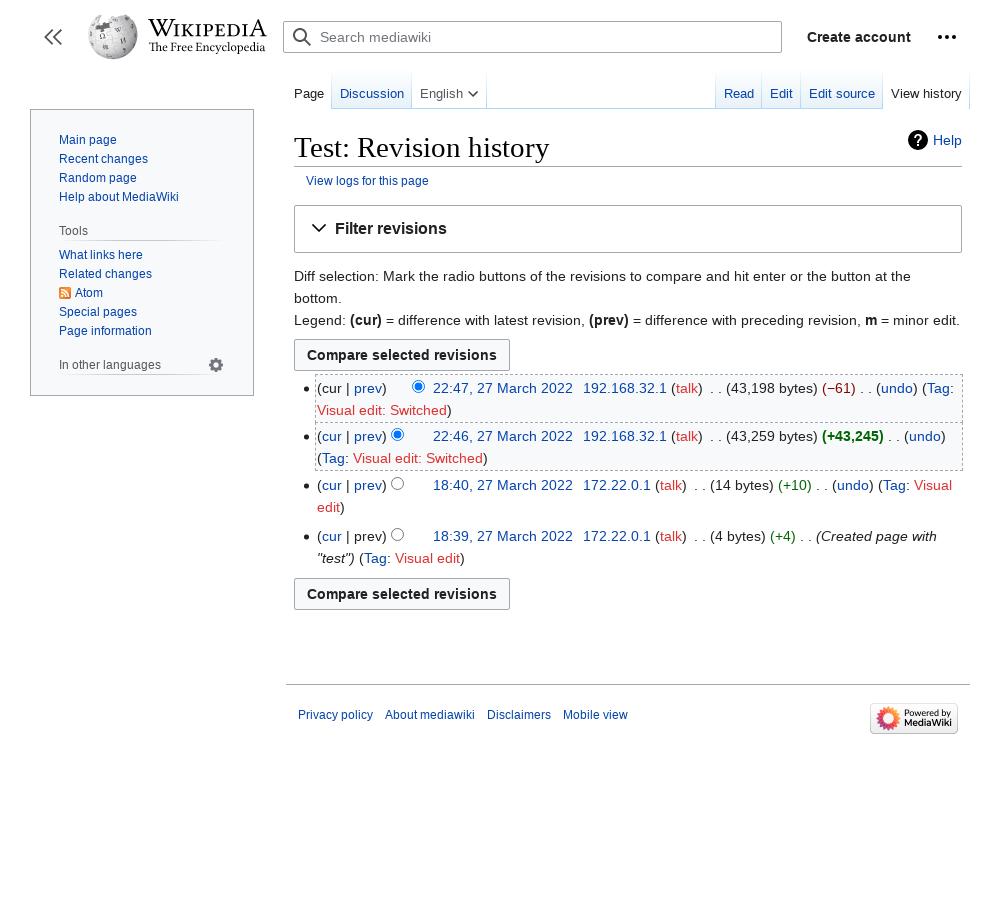 WIKIPEDIA
The Free Encyclopedia
Search mediawiki
Create account
Page
Discussion
English
Read
Edit
Edit source
View history
Main page
Recent changes
Random page
Help about MediaWiki
Tools
What links here
Related changes
Atom
Special pages
Page information
In other languages
Test: Revision history
Help
View logs for this page
Filter revisions
Diff selection: Mark the radio buttons of the revisions to compare and hit enter or the button at the
bottom.
Legend: (cur) = difference with latest revision, (prev) = difference with preceding revision, m = minor edit.
Compare selected revisions
(cur | prev) 22:47, 27 March 2022 192.168.32.1 (talk) . . (43,198 bytes) (−61) . . (undo) (Tag:
Visual edit: Switched)
(cur | prev) 22:46, 27 March 2022 192.168.32.1 (talk) . . (43,259 bytes) (+43,245) . . (undo)
(Tag: Visual edit: Switched)
(cur | prev) 18:40, 27 March 2022 172.22.0.1 (talk) . . (14 bytes) (+10) . . (undo) (Tag: Visual
edit)
(cur | prev) 18:39, 27 March 2022 172.22.0.1 (talk) . . (4 bytes) (+4) . . (Created page with
"test") (Tag: Visual edit)
Compare selected revisions
Privacy policy
About mediawiki
Disclaimers
Mobile view
Powered by
MediaWiki